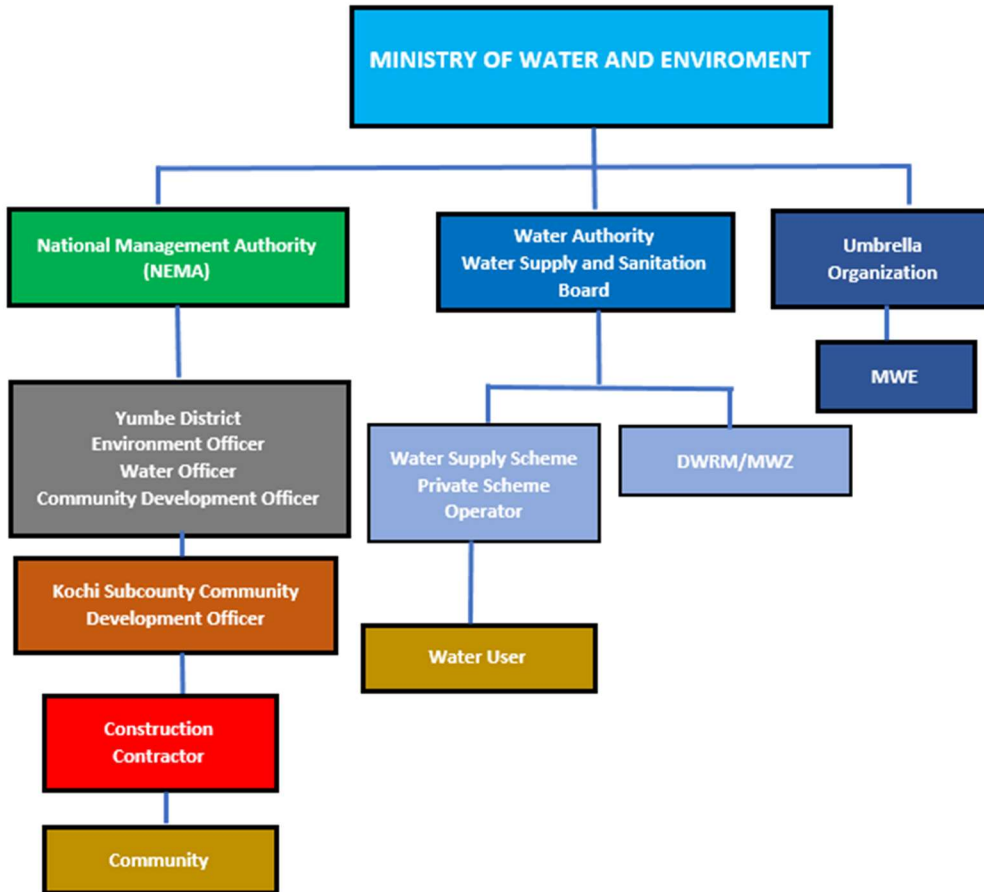 MINISTRY OF WATER AND ENVIROMENT
National Management Authority
(NEMA)
Water Authority
Water Supply and Sanitation
Board
Umbrella
Organization
MWE
Yumbe District
Environment Officer
Water Officer
Community Development Officer
Water Supply Scheme
Private Scheme
Operator
DWRM/MWZ
Kochi Subcounty Community
Development Officer
Water User
Construction
Contractor
Community